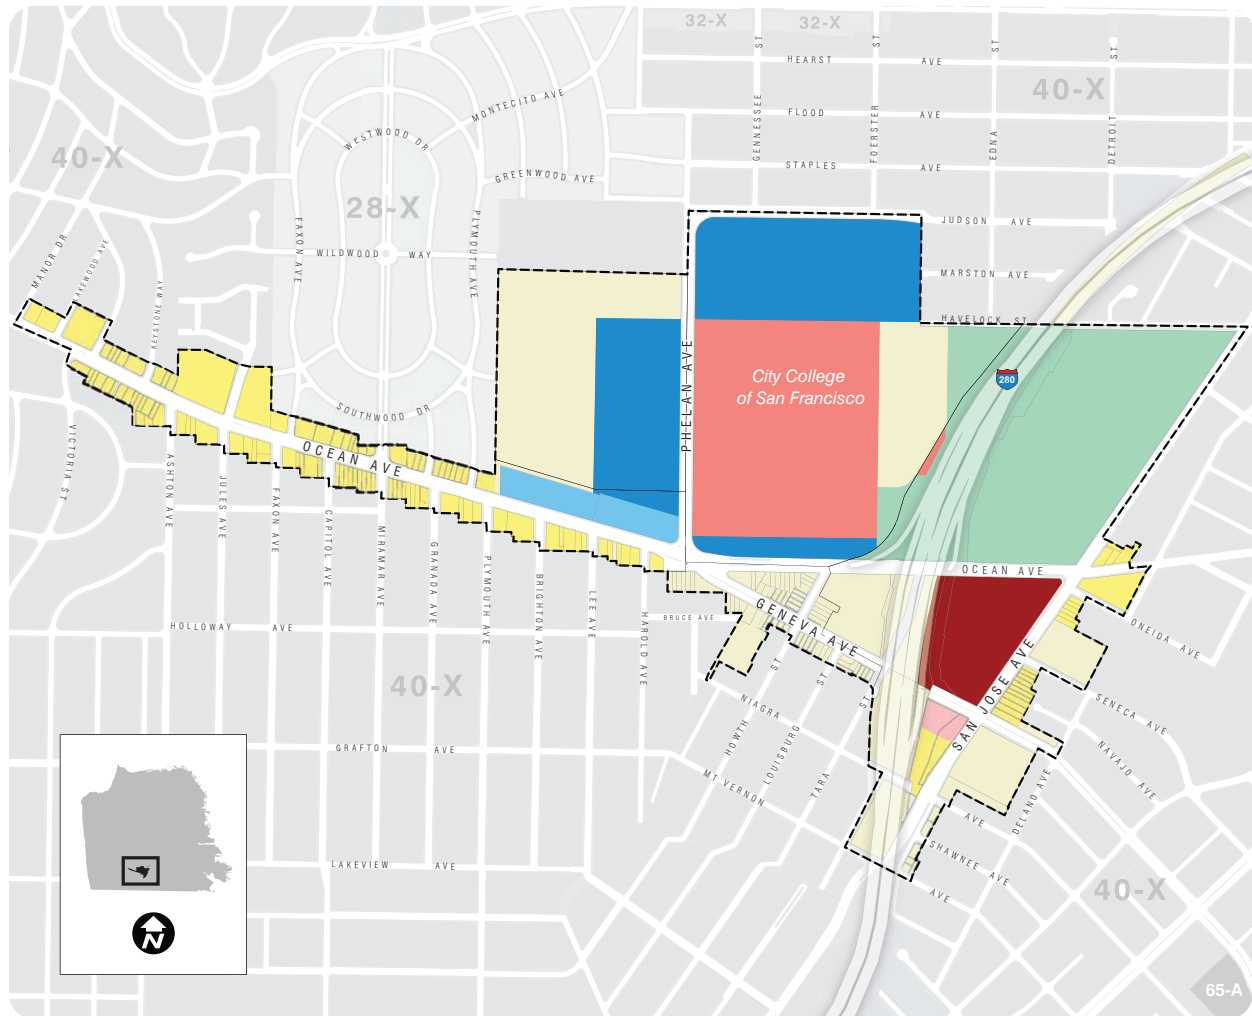 32-X
32-X
ST
ST
ST
ST
HEARST AVE
40-X
MONTECITO AVE
FLOOD AVE
GENNESSEE
FOERSTER
EDNA
DETROIT
WESTWOOD DR
40-X
STAPLES AVE
GREENWOOD AVE
28-X
JUDSON AVE
MANOR DR
LAKEWOOD AVE
KEYSTONE WAY
FAXON AVE
WILDWOOD WAY
PLYMOUTH AVE
MARSTON AVE
HAVELOCK ST
PHELAN AVE
City College
of San Francisco
280
SOUTHWOOD DR
OCEAN AVE
VICTORIA ST
ASHTON AVE
JULES AVE
FAXON AVE
CAPITOL AVE
MIRAMAR AVE
GRANADA AVE
PLYMOUTH AVE
BRIGHTON AVE
LEE AVE
HAROLD AVE
OCEAN AVE
GENEVA AVE
BRUCE AVE
HOLLOWAY AVE
ONEIDA AVE
SAN JOSE AVE
40-X
NIAGRA
ST
ST
ST
HOWTH
LOUISBURG
TARA
SENECA AVE
NAVAJO AVE
GRAFTON AVE
MT VERNON
AVE
DELANO AVE
SHAWNEE AVE
AVE
LAKEVIEW AVE
40-X
N
65-A